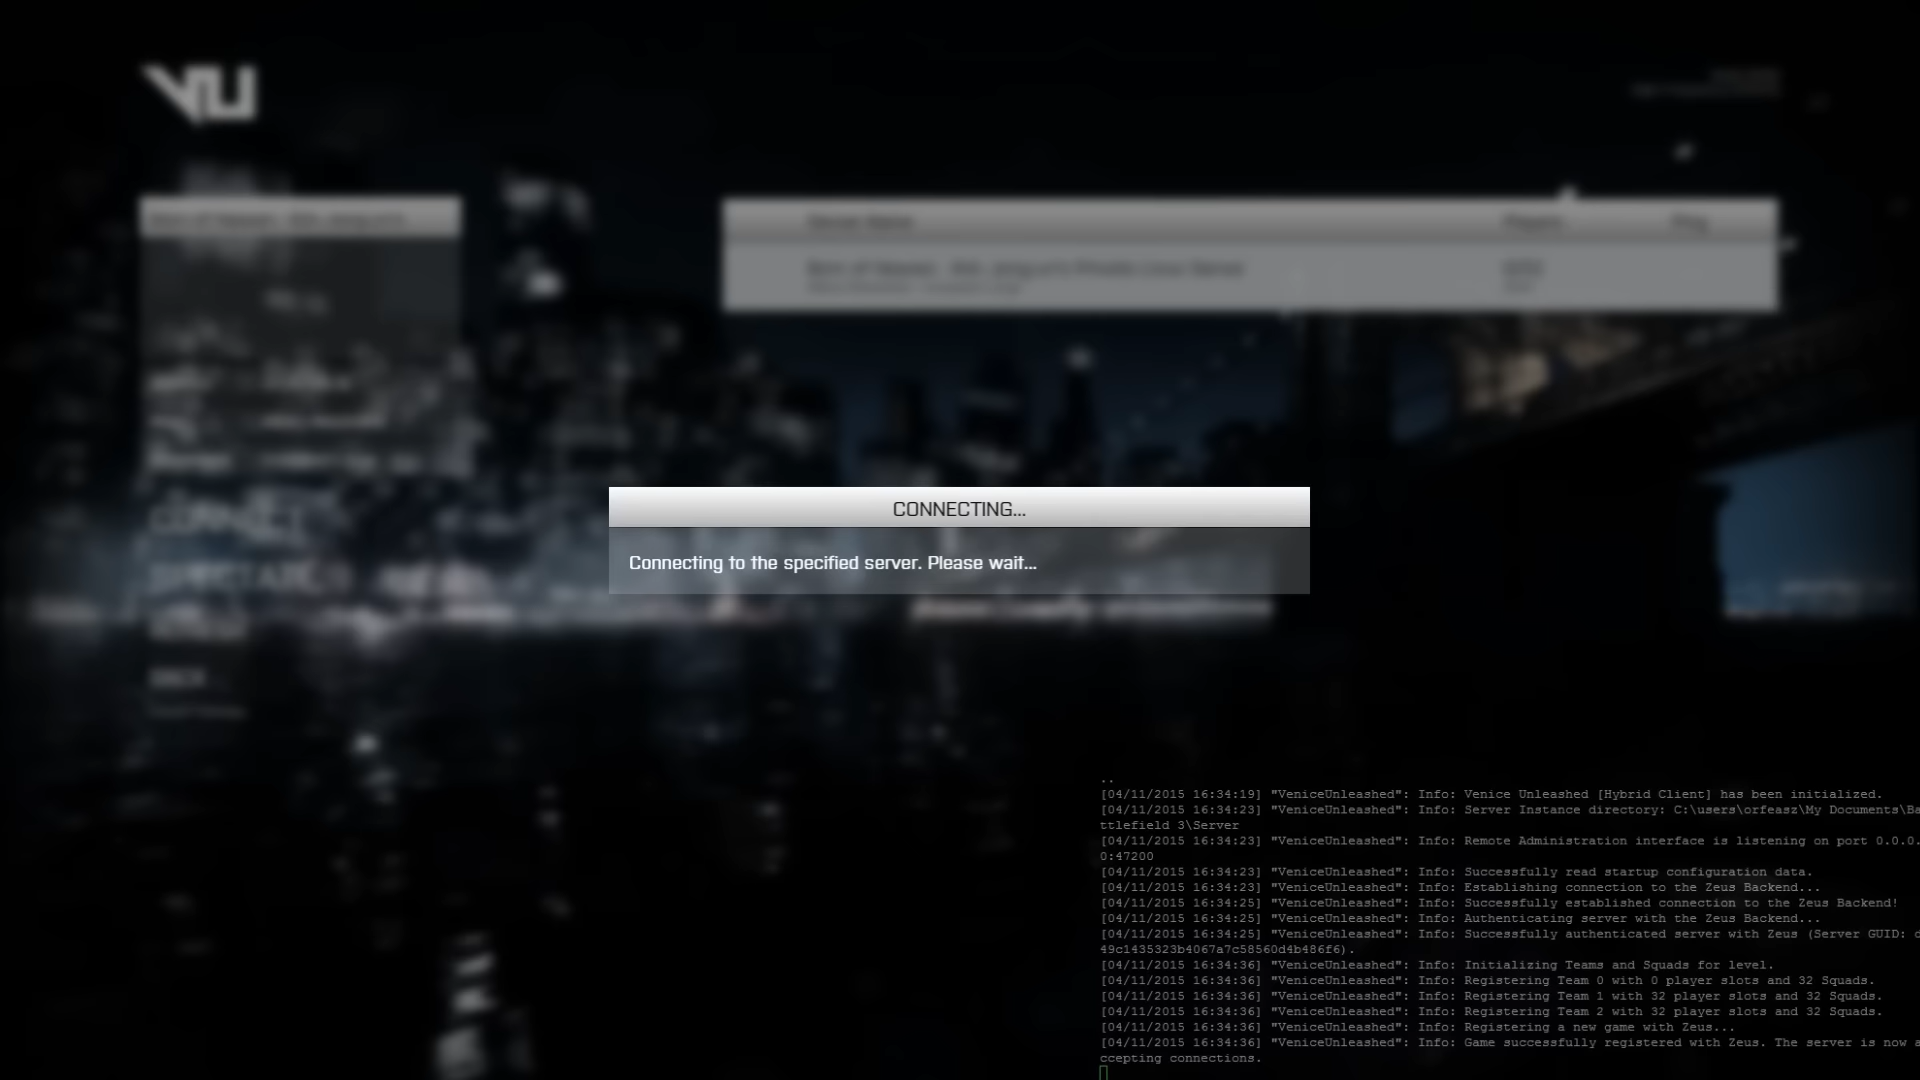 VU
CONNECTING...
Connecting to the specified server. Please wait...
..
[04/11/2015 16:34:19] "VeniceUnleashed": Info: Venice Unleashed [Hybrid Client] has been initialized.
[04/11/2015 16:34:23] "VeniceUnleashed": Info: Server Instance directory: C:\users\orfeasz\My Documents\Ba
ttlefield 3\Server
[04/11/2015 16:34:23] "VeniceUnleashed": Info: Remote Administration interface is listening on port 0.0.0.
0:47200
[04/11/2015 16:34:23] "VeniceUnleashed": Info: Successfully read startup configuration data.
[04/11/2015 16:34:23] "VeniceUnleashed": Info: Establishing connection to the Zeus Backend...
[04/11/2015 16:34:25] "VeniceUnleashed": Info: Successfully established connection to the Zeus Backend!
[04/11/2015 16:34:25] "VeniceUnleashed": Info: Authenticating server with the Zeus Backend...
[04/11/2015 16:34:25] "VeniceUnleashed": Info: Successfully authenticated server with Zeus (Server GUID: d
49c1435323b4067a7c58560d4b486f6).
[04/11/2015 16:34:36] "VeniceUnleashed": Info: Initializing Teams and Squads for level.
[04/11/2015 16:34:36] "VeniceUnleashed": Info: Registering Team 0 with 0 player slots and 32 Squads.
[04/11/2015 16:34:36] "VeniceUnleashed": Info: Registering Team 1 with 32 player slots and 32 Squads.
[04/11/2015 16:34:36] "VeniceUnleashed": Info: Registering Team 2 with 32 player slots and 32 Squads.
[04/11/2015 16:34:36] "VeniceUnleashed": Info: Registering a new game with Zeus...
[04/11/2015 16:34:36] "VeniceUnleashed": Info: Game successfully registered with Zeus. The server is now a
ccepting connections.